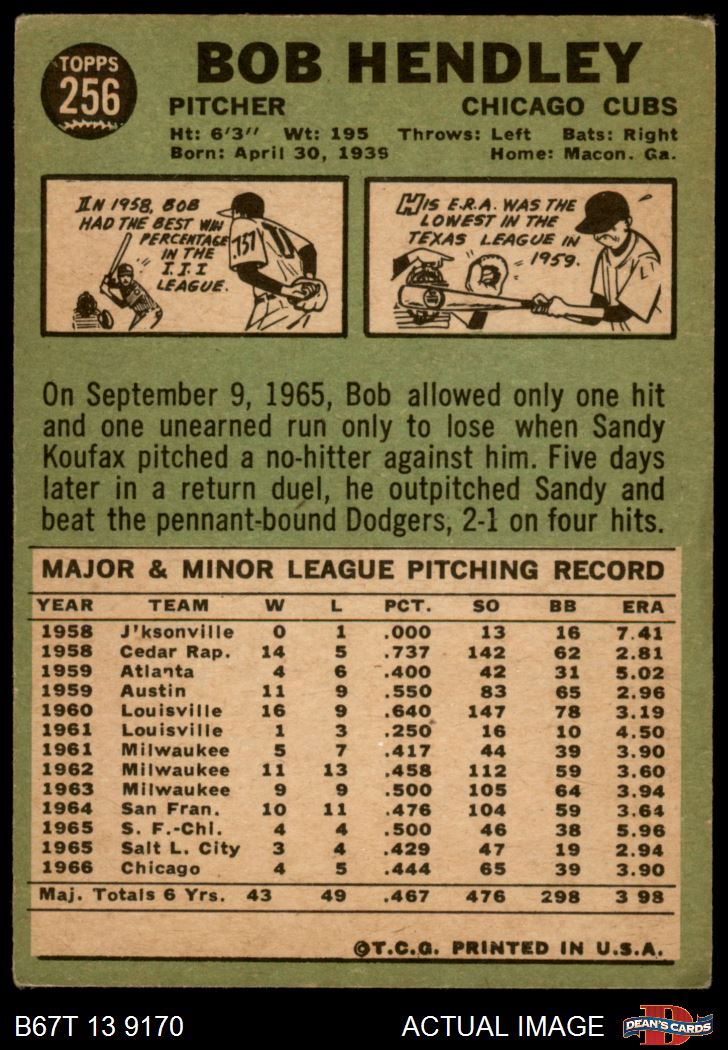 TOPPS
256
BOB HENDLEY
PITCHER CHICAGO CUBS
Ht: 6'3" Wt: 195 Throws: Left Bats: Right
Born: April 30, 1939 Home: Macon. Ga.
IN 1958, BOB
HAD THE BEST WIN
PERCENTAGE
IN THE
I.I.I
LEAGUE.
.737
HIS E.R.A. WAS THE
LOWEST IN THE
TEXAS LEAGUE IN
1959.
On September 9, 1965, Bob allowed only one hit
and one unearned run only to lose when Sandy
Koufax pitched a no-hitter against him. Five days
later in a return duel, he outpitched Sandy and
beat the pennant-bound Dodgers, 2-1 on four hits.
MAJOR & MINOR LEAGUE PITCHING RECORD
YEAR TEAM W L PCT. SO BB ERA
1958 J'ksonville 0 1 .000 13 16 7.41
1958 Cedar Rap. 14 5 .737 142 62 2.81
1959 Atlanta 4 6 .400 42 31 5.02
1959 Austin 11 9 .550 83 65 2.96
1960 Louisville 16 9 .640 147 78 3.19
1961 Louisville 1 3 .250 16 10 4.50
1961 Milwaukee 5 7 .417 44 39 3.90
1962 Milwaukee 11 13 .458 112 59 3.60
1963 Milwaukee 9 9 .500 105 64 3.94
1964 San Fran. 10 11 .476 104 59 3.64
1965 S. F.-Chi. 4 4 .500 46 38 5.96
1965 Salt L. City 3 4 .429 47 19 2.94
1966 Chicago 4 5 .444 65 39 3.90
Maj. Totals 6 Yrs. 43 49 .467 476 298 3 98
©T.C.G. PRINTED IN U.S.A.
B67T 13 9170 ACTUAL IMAGE
D
DEAN'S CARDS